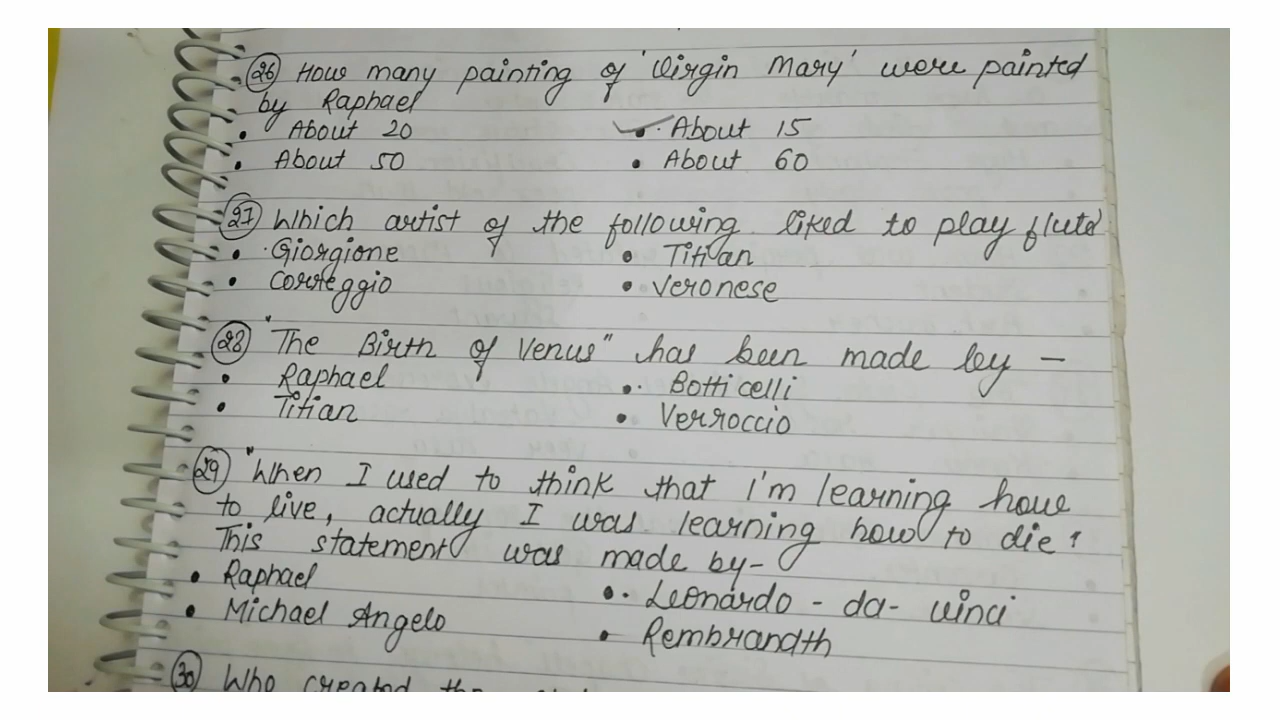 26 How many painting of 'Virgin Mary' were painted
by Raphael
• About 20 • About 15
• About 50 • About 60
27 Which artist of the following liked to play flute
• Giorgione • Titian
• Correggio • Veronese
28 "The Birth of Venus" has been made by –
• Raphael • Botticelli
• Titian • Verroccio
29 "When I used to think that I'm learning how
to live, actually I was learning how to die"
This statement was made by-
• Raphael • Leonardo - da - vinci
• Michael Angelo • Rembrandth
30 Who created the